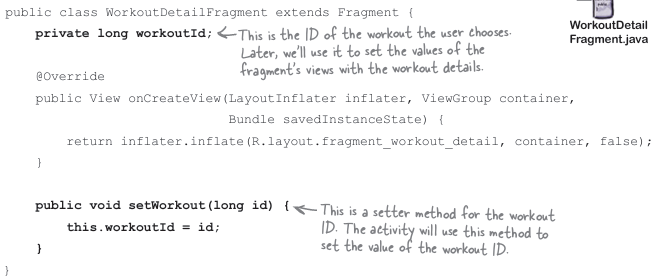 public class WorkoutDetailFragment extends Fragment {
private long workoutId;
This is the ID of the workout the user chooses.
Later, we'll use it to set the values of the
fragment's views with the workout details.
WorkoutDetail
Fragment.java
@Override
public View onCreateView(LayoutInflater inflater, ViewGroup container,
Bundle savedInstanceState) {
return inflater.inflate(R.layout.fragment_workout_detail, container, false);
}
public void setWorkout(long id) {
This is a setter method for the workout
ID. The activity will use this method to
set the value of the workout ID.
this.workoutId = id;
}
}